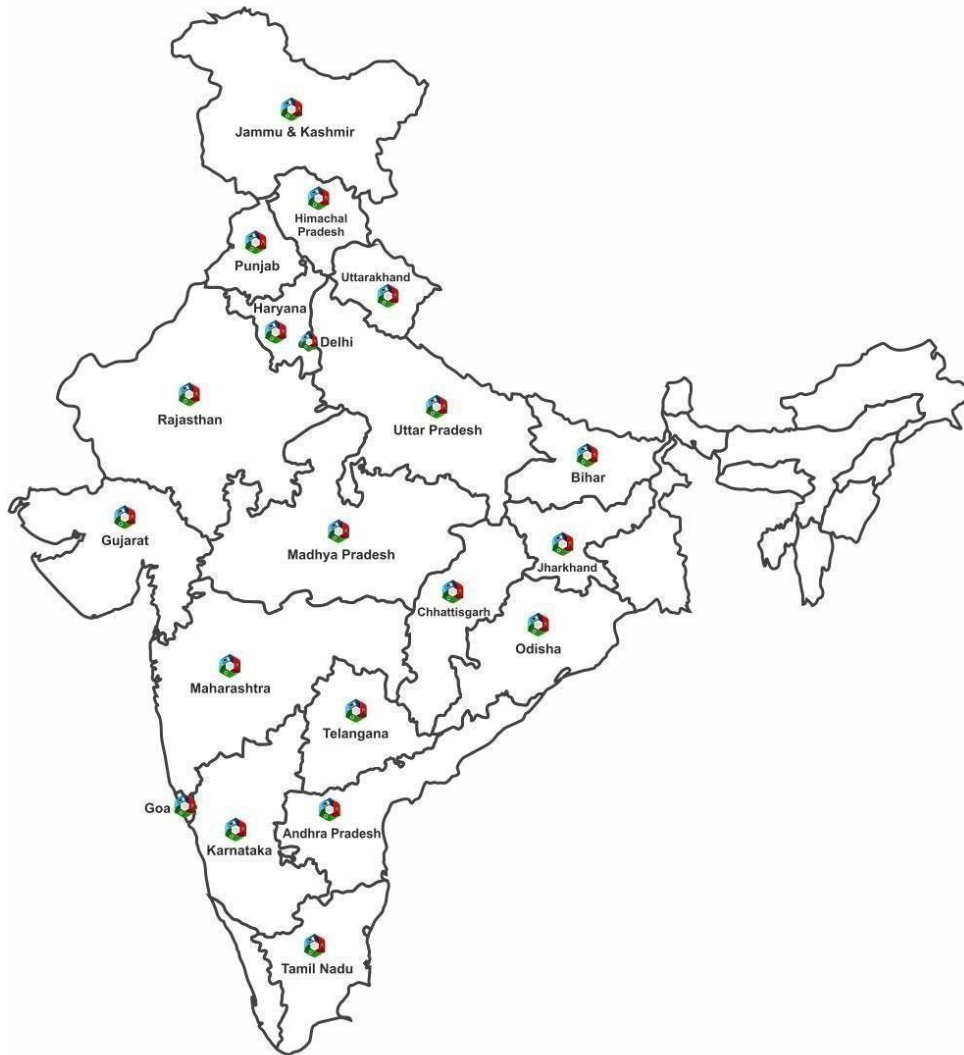 Jammu & Kashmir
Himachal
Pradesh
Punjab
Uttarakhand
Haryana
Delhi
Rajasthan
Uttar Pradesh
Bihar
Gujarat
Madhya Pradesh
Jharkhand
Chhattisgarh
Odisha
Maharashtra
Telangana
Goa
Andhra Pradesh
Karnataka
Tamil Nadu